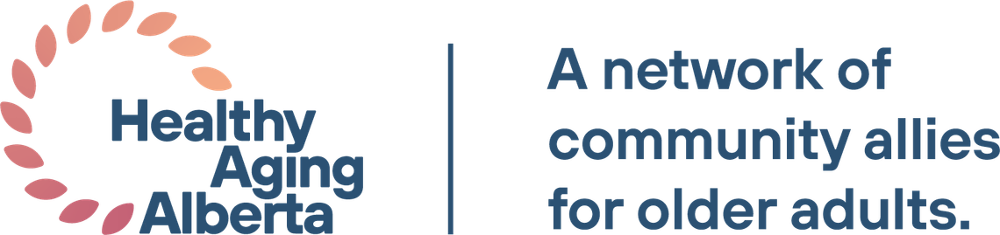 Healthy
Aging
Alberta
A network of
community allies
for older adults.